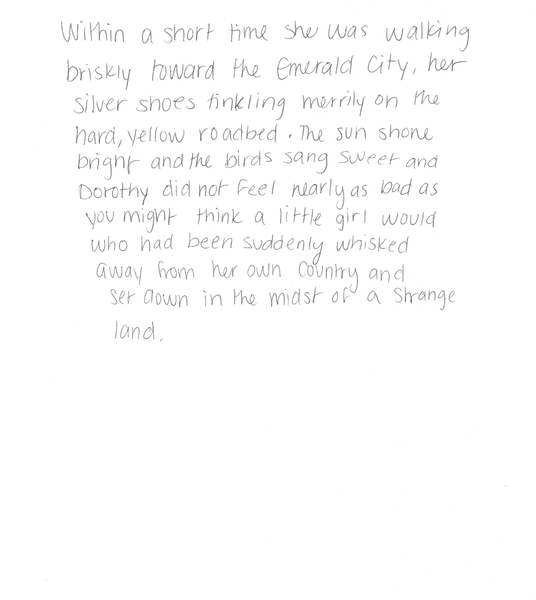 Within a short time she was walking
briskly toward the Emerald City, her
silver shoes tinkling merrily on the
hard, yellow roadbed. The sun shone
bright and the birds sang sweet and
Dorothy did not feel nearly as bad as
you might think a little girl would
who had been suddenly whisked
away from her own country and
set down in the midst of a strange
land.